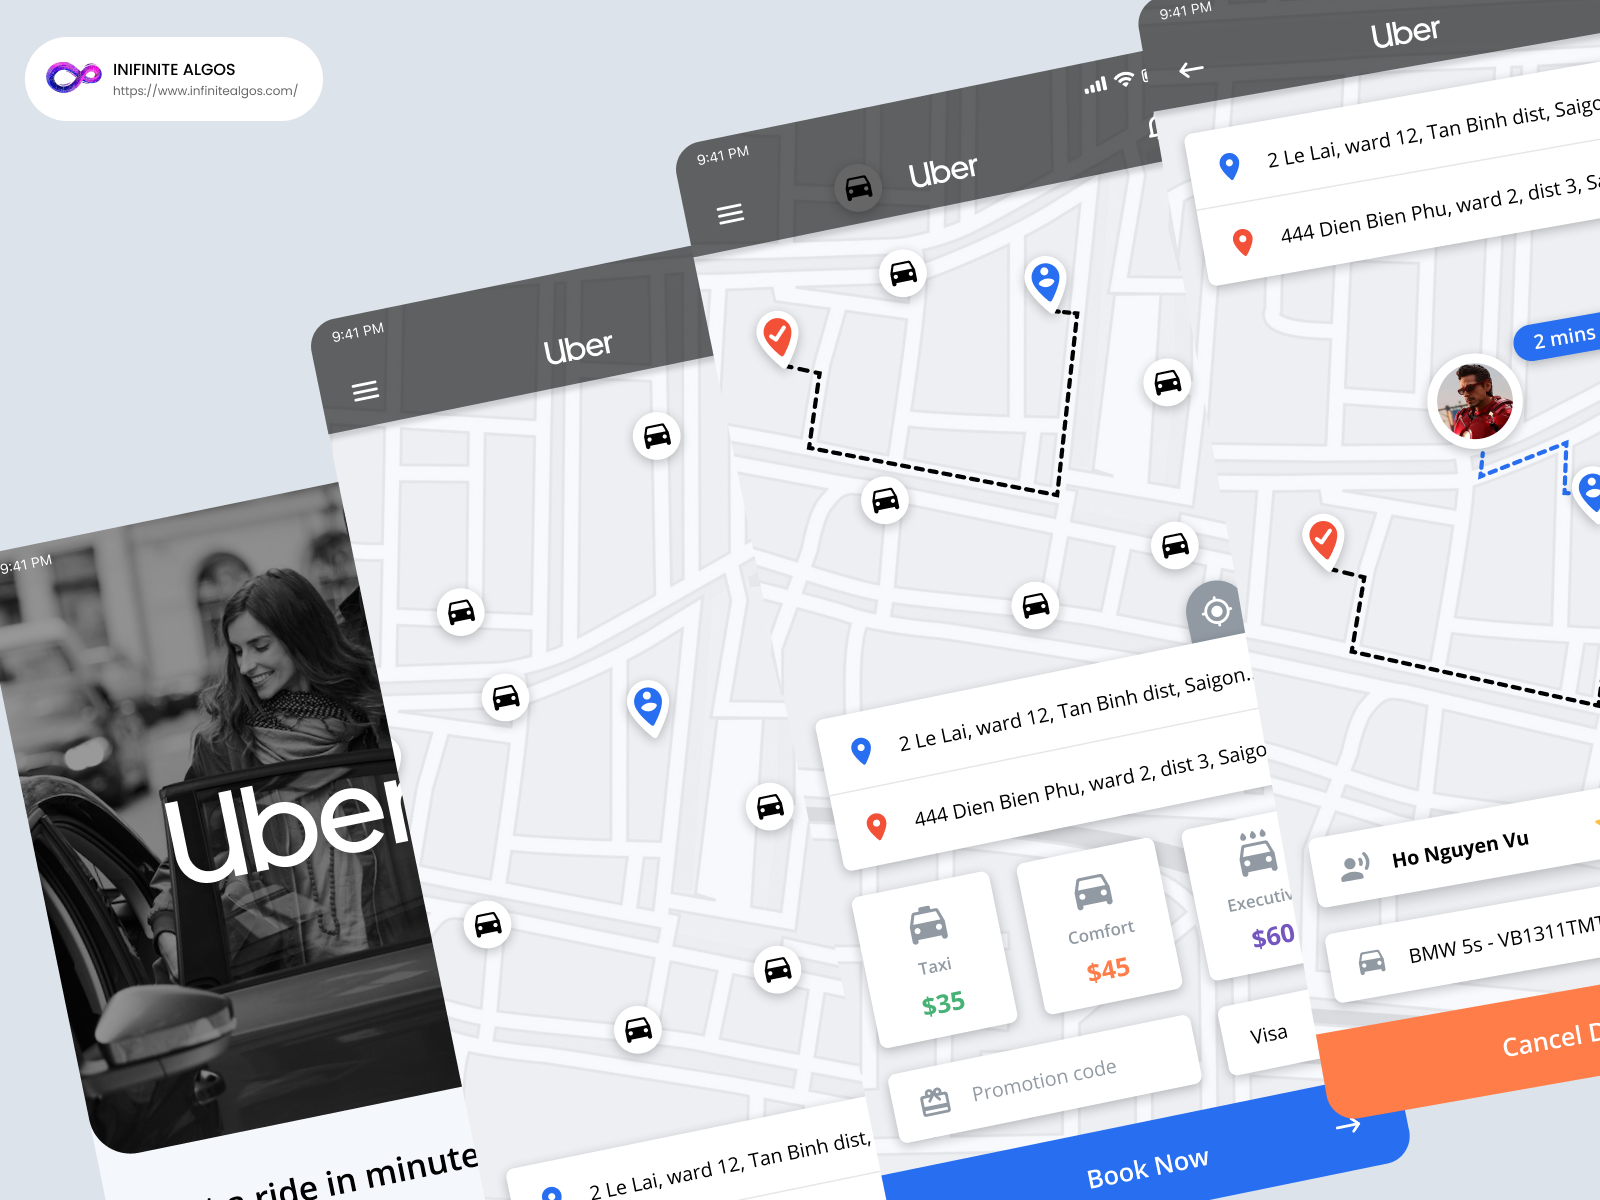 INIFINITE ALGOS
https://www.infinitealgos.com/
9:41 PM
Uber
ride in minute
9:41 PM
Uber
2 Le Lai, ward 12, Tan Binh dist,
9:41 PM
Uber
2 Le Lai, ward 12, Tan Binh dist, Saigon..
444 Dien Bien Phu, ward 2, dist 3, Saigo
Taxi
$35
Comfort
$45
Executiv
$60
Promotion code
Visa
Book Now
9:41 PM
Uber
2 Le Lai, ward 12, Tan Binh dist, Saigo
444 Dien Bien Phu, ward 2, dist 3, Sa
2 mins
Ho Nguyen Vu
BMW 5s - VB1311TMT
Cancel D